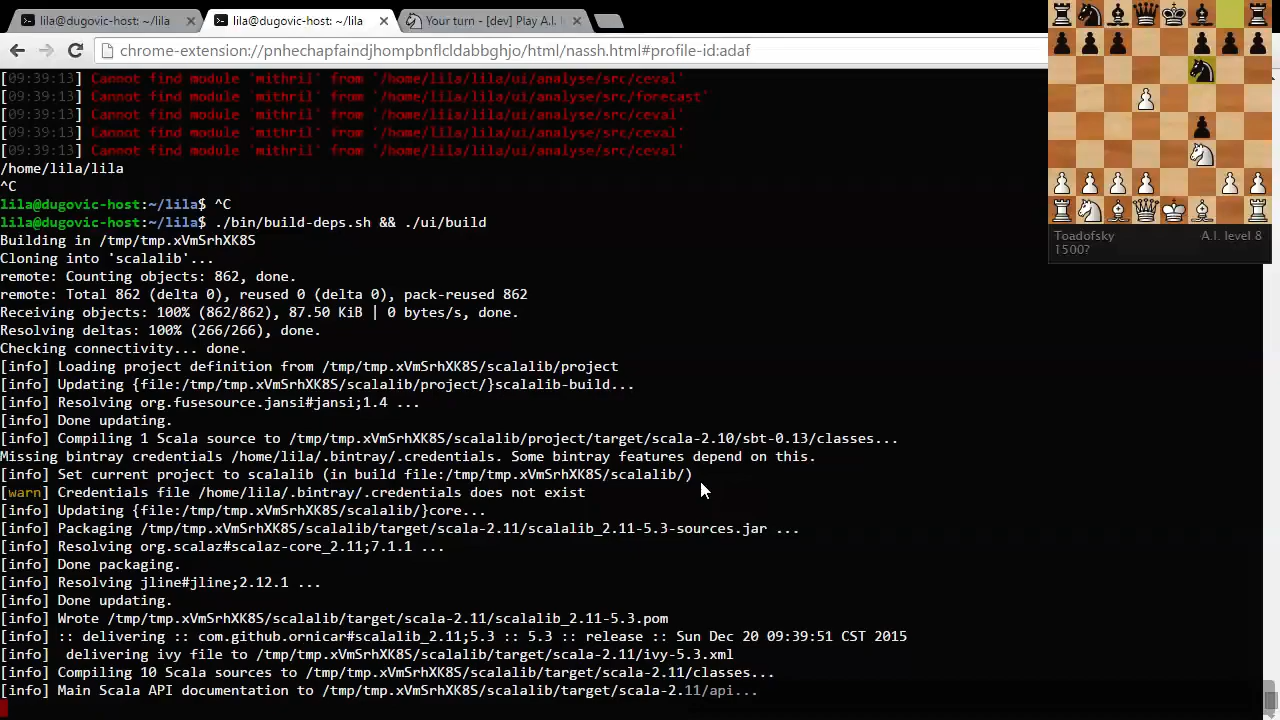 lila@dugovic-host: ~/lila
lila@dugovic-host: ~/lila
Your turn - [dev] Play A.I. l
chrome-extension://pnhechapfaindjhompbnflcldabbghjo/html/nassh.html#profile-id:adaf
[09:39:13] Cannot find module 'mithril' from '/home/lila/lila/ui/analyse/src/ceval'
[09:39:13] Cannot find module 'mithril' from '/home/lila/lila/ui/analyse/src/forecast'
[09:39:13] Cannot find module 'mithril' from '/home/lila/lila/ui/analyse/src/ceval'
[09:39:13] Cannot find module 'mithril' from '/home/lila/lila/ui/analyse/src/ceval'
[09:39:13] Cannot find module 'mithril' from '/home/lila/lila/ui/analyse/src/ceval'
/home/lila/lila
^C
lila@dugovic-host:~/lila$ ^C
lila@dugovic-host:~/lila$ ./bin/build-deps.sh && ./ui/build
Building in /tmp/tmp.xVmSrhXK8S
Cloning into 'scalalib'...
remote: Counting objects: 862, done.
remote: Total 862 (delta 0), reused 0 (delta 0), pack-reused 862
Receiving objects: 100% (862/862), 87.50 KiB | 0 bytes/s, done.
Resolving deltas: 100% (266/266), done.
Checking connectivity... done.
[info] Loading project definition from /tmp/tmp.xVmSrhXK8S/scalalib/project
[info] Updating {file:/tmp/tmp.xVmSrhXK8S/scalalib/project/}scalalib-build...
[info] Resolving org.fusesource.jansi#jansi;1.4 ...
[info] Done updating.
[info] Compiling 1 Scala source to /tmp/tmp.xVmSrhXK8S/scalalib/project/target/scala-2.10/sbt-0.13/classes...
Missing bintray credentials /home/lila/.bintray/.credentials. Some bintray features depend on this.
[info] Set current project to scalalib (in build file:/tmp/tmp.xVmSrhXK8S/scalalib/)
[warn] Credentials file /home/lila/.bintray/.credentials does not exist
[info] Updating {file:/tmp/tmp.xVmSrhXK8S/scalalib/}core...
[info] Packaging /tmp/tmp.xVmSrhXK8S/scalalib/target/scala-2.11/scalalib_2.11-5.3-sources.jar ...
[info] Resolving org.scalaz#scalaz-core_2.11;7.1.1 ...
[info] Done packaging.
[info] Resolving jline#jline;2.12.1 ...
[info] Done updating.
[info] Wrote /tmp/tmp.xVmSrhXK8S/scalalib/target/scala-2.11/scalalib_2.11-5.3.pom
[info] :: delivering :: com.github.ornicar#scalalib_2.11;5.3 :: 5.3 :: release :: Sun Dec 20 09:39:51 CST 2015
[info]  delivering ivy file to /tmp/tmp.xVmSrhXK8S/scalalib/target/scala-2.11/ivy-5.3.xml
[info] Compiling 10 Scala sources to /tmp/tmp.xVmSrhXK8S/scalalib/target/scala-2.11/classes...
[info] Main Scala API documentation to /tmp/tmp.xVmSrhXK8S/scalalib/target/scala-2.11/api...
Toadofsky A.I. level 8
1500?